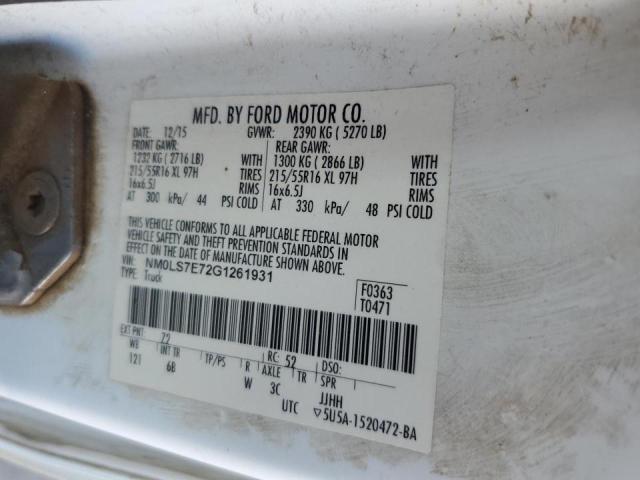 MFD. BY FORD MOTOR CO.
DATE: 12/15 GVWR: 2390 KG ( 5270 LB)
FRONT GAWR: REAR GAWR:
1232 KG ( 2716 LB) WITH 1300 KG ( 2866 LB) WITH
215/55R16 XL 97H TIRES 215/55R16 XL 97H TIRES
16x6.5J RIMS 16x6.5J RIMS
AT 300 kPa/ 44 PSI COLD AT 330 kPa/ 48 PSI COLD
THIS VEHICLE CONFORMS TO ALL APPLICABLE FEDERAL MOTOR
VEHICLE SAFETY AND THEFT PREVENTION STANDARDS IN
EFFECT ON THE DATE OF MANUFACTURE SHOWN ABOVE.
VIN: NM0LS7E72G1261931
TYPE: Truck
F0363
T0471
EXT PNT: 72 RC: 52 DSO:
WB INT TR TP/PS R AXLE TR SPR
121 6B W 3C JJHH
UTC ▽5U5A-1520472-BA